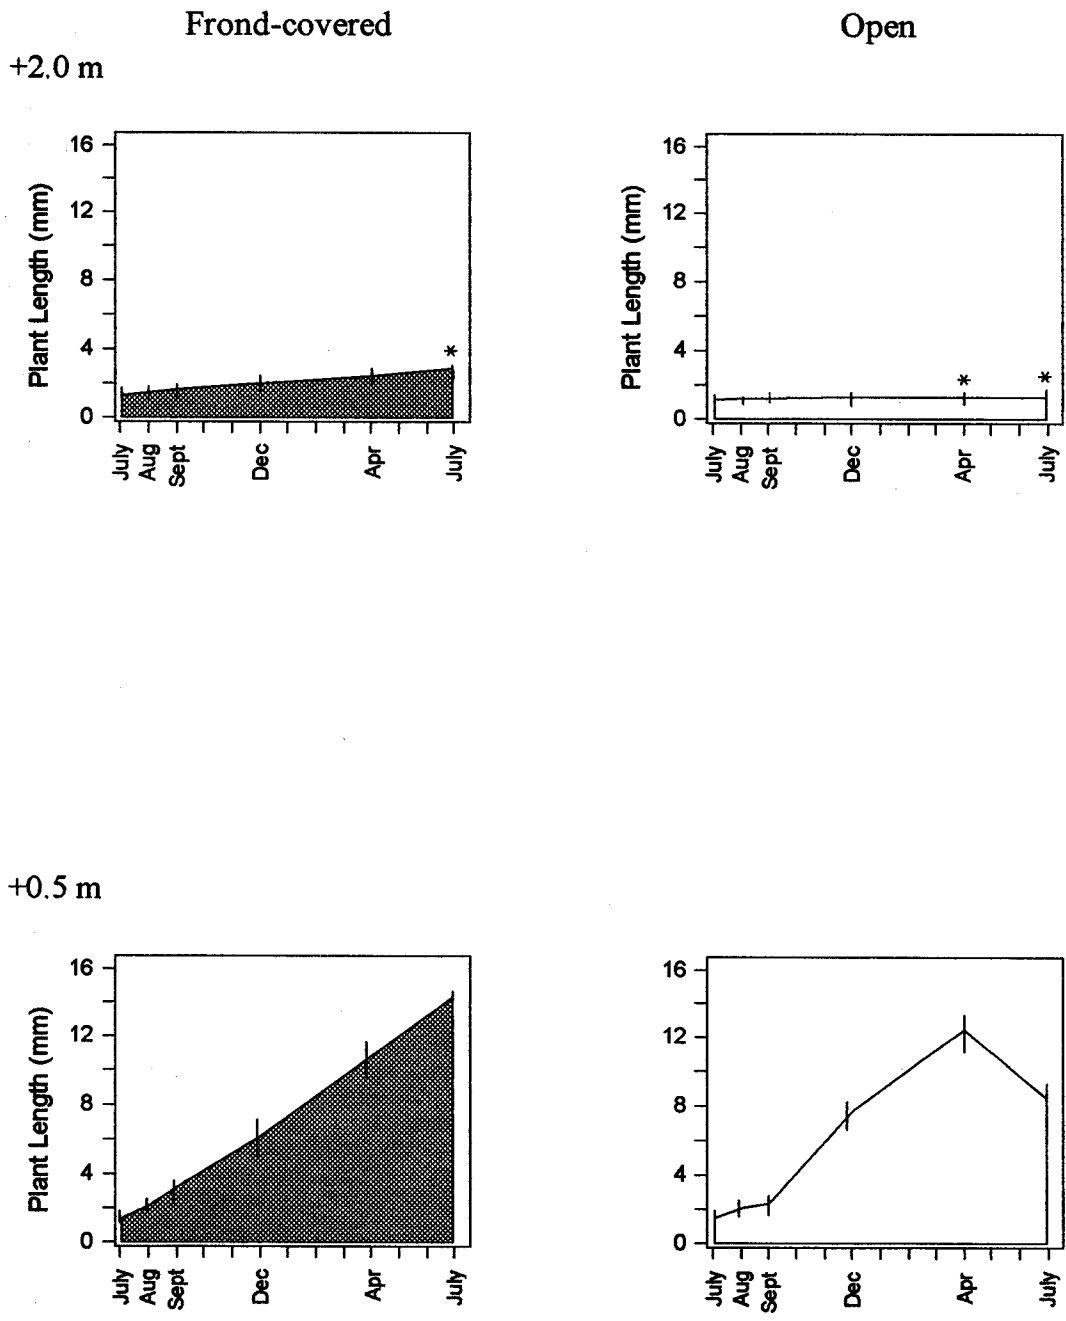 Frond-covered
Open
+2.0 m
Plant Length (mm)
16
12
8
4
0
*
July
Aug
Sept
Dec
Apr
July
Plant Length (mm)
16
12
8
4
0
*
*
July
Aug
Sept
Dec
Apr
July
+0.5 m
Plant Length (mm)
16
12
8
4
0
July
Aug
Sept
Dec
Apr
July
Plant Length (mm)
16
12
8
4
0
July
Aug
Sept
Dec
Apr
July